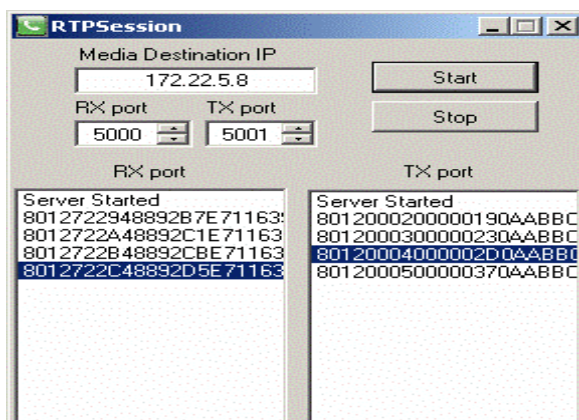 RTPSession
Media Destination IP
172.22.5.8
Start
RX port
TX port
5000
5001
Stop
RX port
TX port
Server Started
8012722948892B7E71163
8012722A48892C1E71163
8012722B48892CBE71163
8012722C48892D5E71163
Server Started
8012000200000190AABBC
8012000300000230AABBC
80120004000002D0AABBC
8012000500000370AABBC